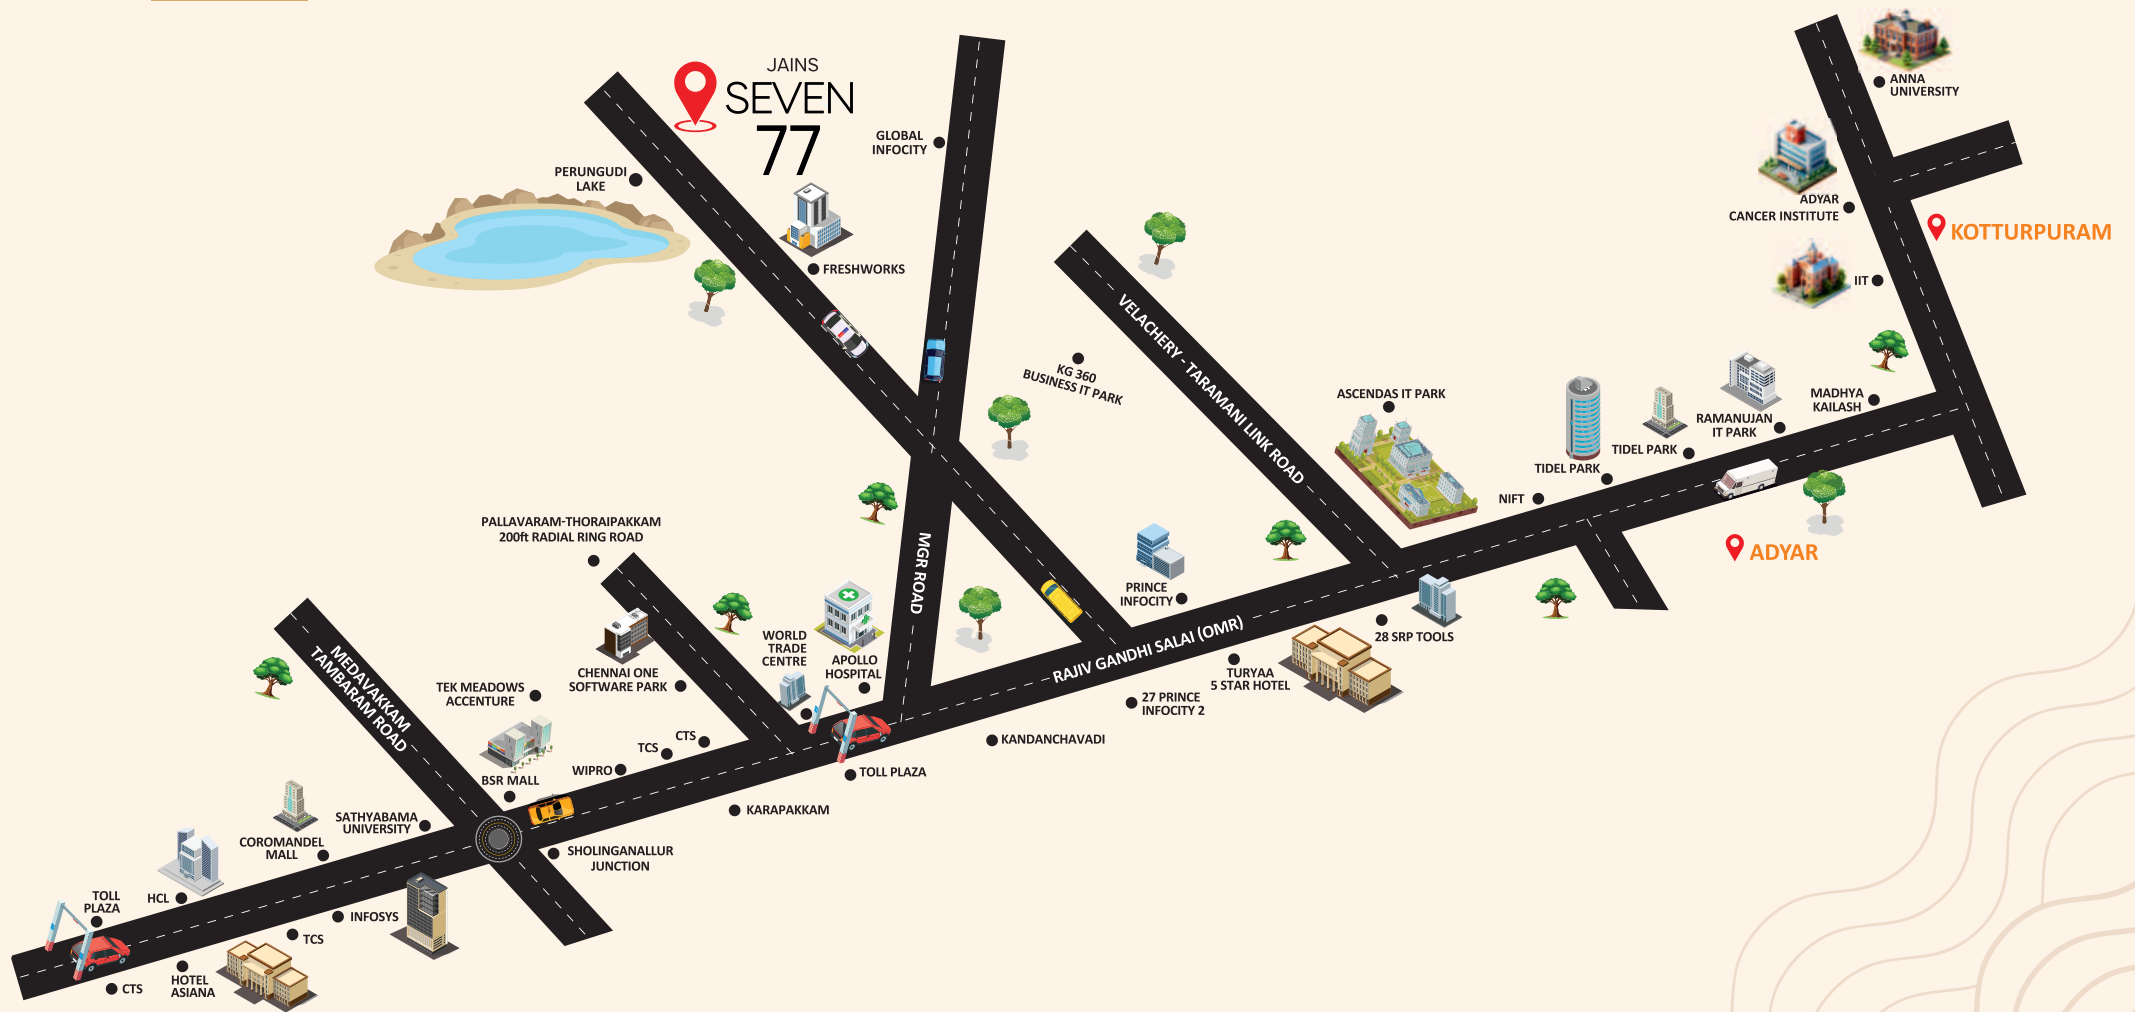 JAINS
SEVEN
77
ANNA
UNIVERSITY
GLOBAL
INFOCITY
PERUNGUDI
LAKE
ADYAR
CANCER INSTITUTE
KOTTURPURAM
FRESHWORKS
IIT
VELACHERY - TARAMANI LINK ROAD
KG 360
BUSINESS IT PARK
ASCENDAS IT PARK
MADHYA
KAILASH
RAMANUJAN
IT PARK
TIDEL PARK
TIDEL PARK
NIFT
ADYAR
PALLAVARAM-THORAIPAKKAM
200ft RADIAL RING ROAD
MGR ROAD
PRINCE
INFOCITY
RAJIV GANDHI SALAI (OMR)
28 SRP TOOLS
TURYAA
5 STAR HOTEL
27 PRINCE
INFOCITY 2
KANDANCHAVADI
WORLD
TRADE
CENTRE
APOLLO
HOSPITAL
CHENNAI ONE
SOFTWARE PARK
MEDAVAKKAM
TAMBARAM ROAD
TEK MEADOWS
ACCENTURE
CTS
TCS
WIPRO
BSR MALL
TOLL PLAZA
KARAPAKKAM
SATHYABAMA
UNIVERSITY
COROMANDEL
MALL
SHOLINGANALLUR
JUNCTION
HCL
TOLL
PLAZA
INFOSYS
TCS
HOTEL
ASIANA
CTS